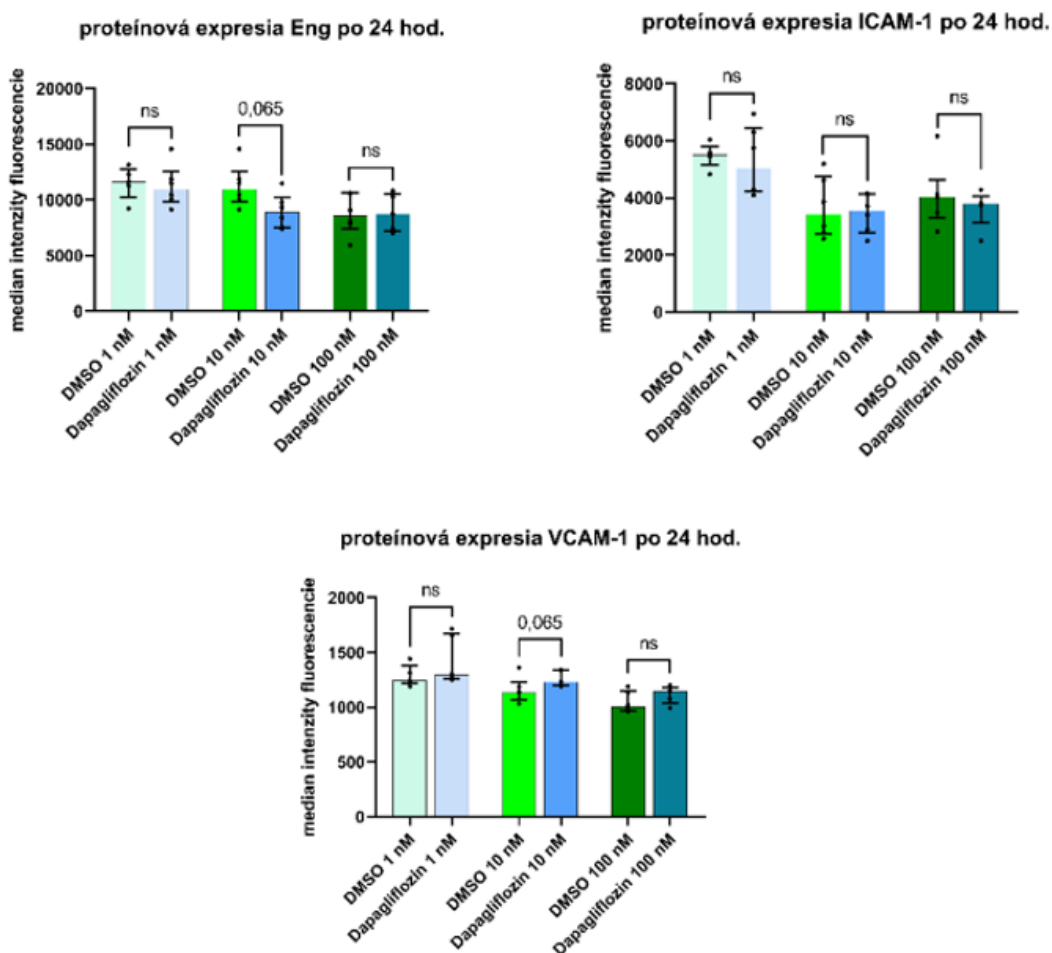 proteínová expresia Eng po 24 hod.
median intenzity fluorescencie
20000
15000
10000
5000
0
ns
0,065
ns
DMSO 1 nM
Dapagliflozin 1 nM
DMSO 10 nM
Dapagliflozin 10 nM
DMSO 100 nM
Dapagliflozin 100 nM
proteínová expresia ICAM-1 po 24 hod.
median intenzity fluorescencie
8000
6000
4000
2000
0
ns
ns
ns
DMSO 1 nM
Dapagliflozin 1 nM
DMSO 10 nM
Dapagliflozin 10 nM
DMSO 100 nM
Dapagliflozin 100 nM
proteínová expresia VCAM-1 po 24 hod.
median intenzity fluorescencie
2000
1500
1000
500
0
ns
0,065
ns
DMSO 1 nM
Dapagliflozin 1 nM
DMSO 10 nM
Dapagliflozin 10 nM
DMSO 100 nM
Dapagliflozin 100 nM